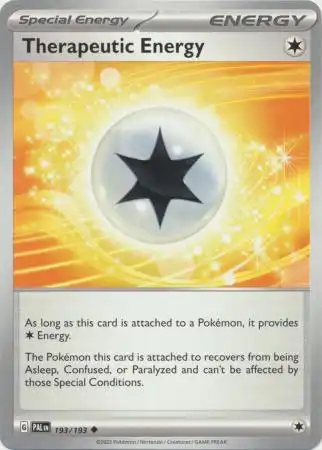 Special Energy ENERGY
Therapeutic Energy
As long as this card is attached to a Pokémon, it provides
Energy.
The Pokémon this card is attached to recovers from being
Asleep, Confused, or Paralyzed and can't be affected by
those Special Conditions.
G PAL EN 193/193
©2023 Pokémon / Nintendo / Creatures / GAME FREAK